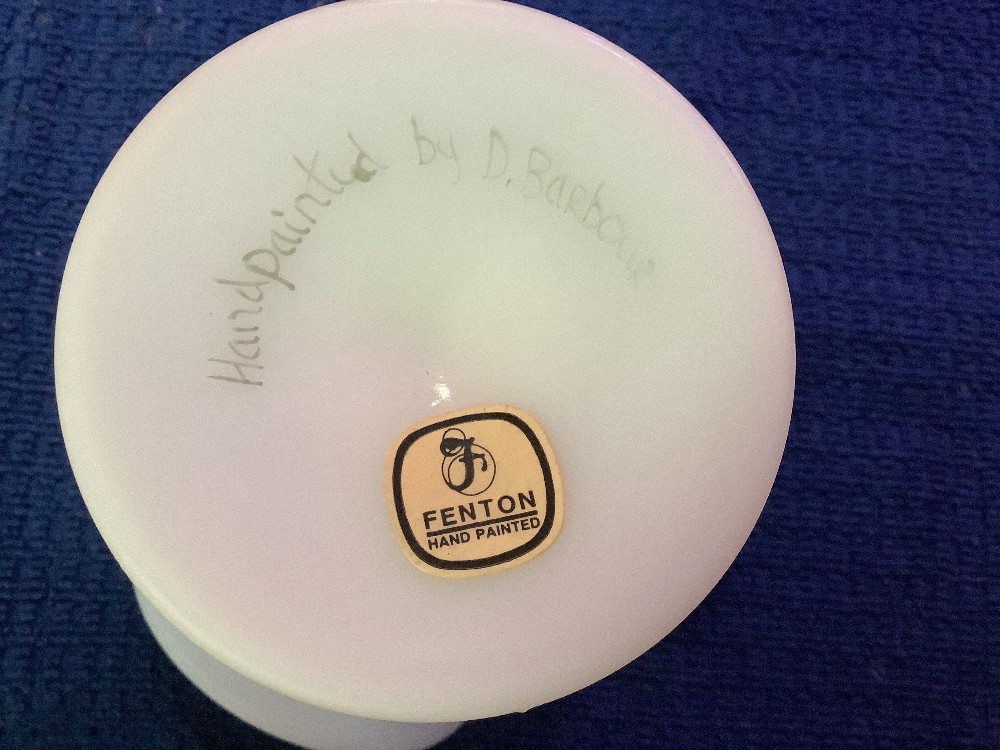 Handpainted by D. Barbour
F
FENTON
HAND PAINTED